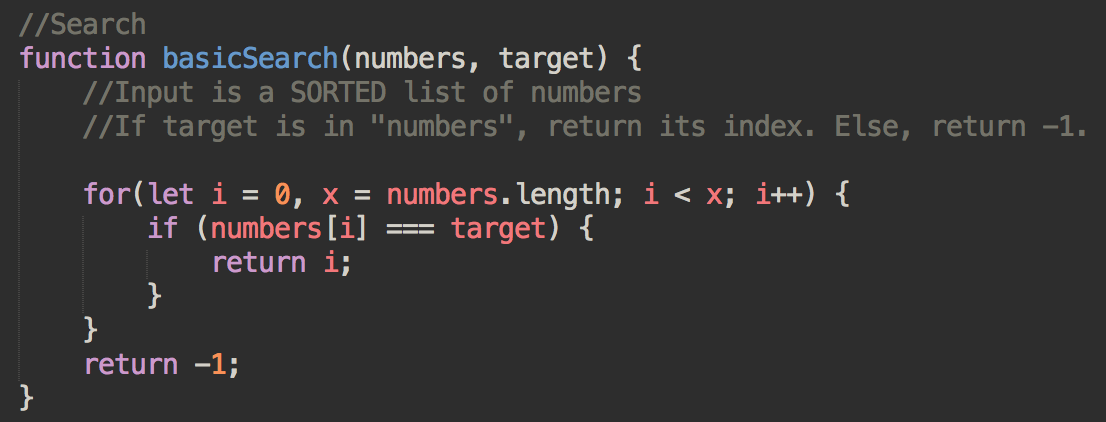 //Search
function basicSearch(numbers, target) {
    //Input is a SORTED list of numbers
    //If target is in "numbers", return its index. Else, return -1.

    for(let i = 0, x = numbers.length; i < x; i++) {
        if (numbers[i] === target) {
            return i;
        }
    }
    return -1;
}